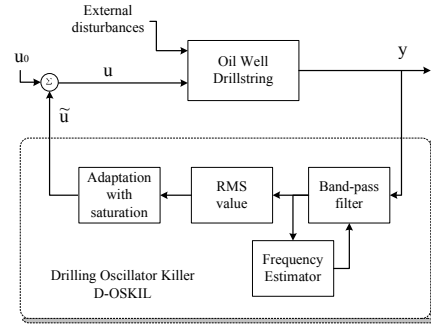 External
disturbances
u₀
Σ
u
Oil Well
Drillstring
y
ũ
Adaptation
with
saturation
RMS
value
Band-pass
filter
Frequency
Estimator
Drilling Oscillator Killer
D-OSKIL